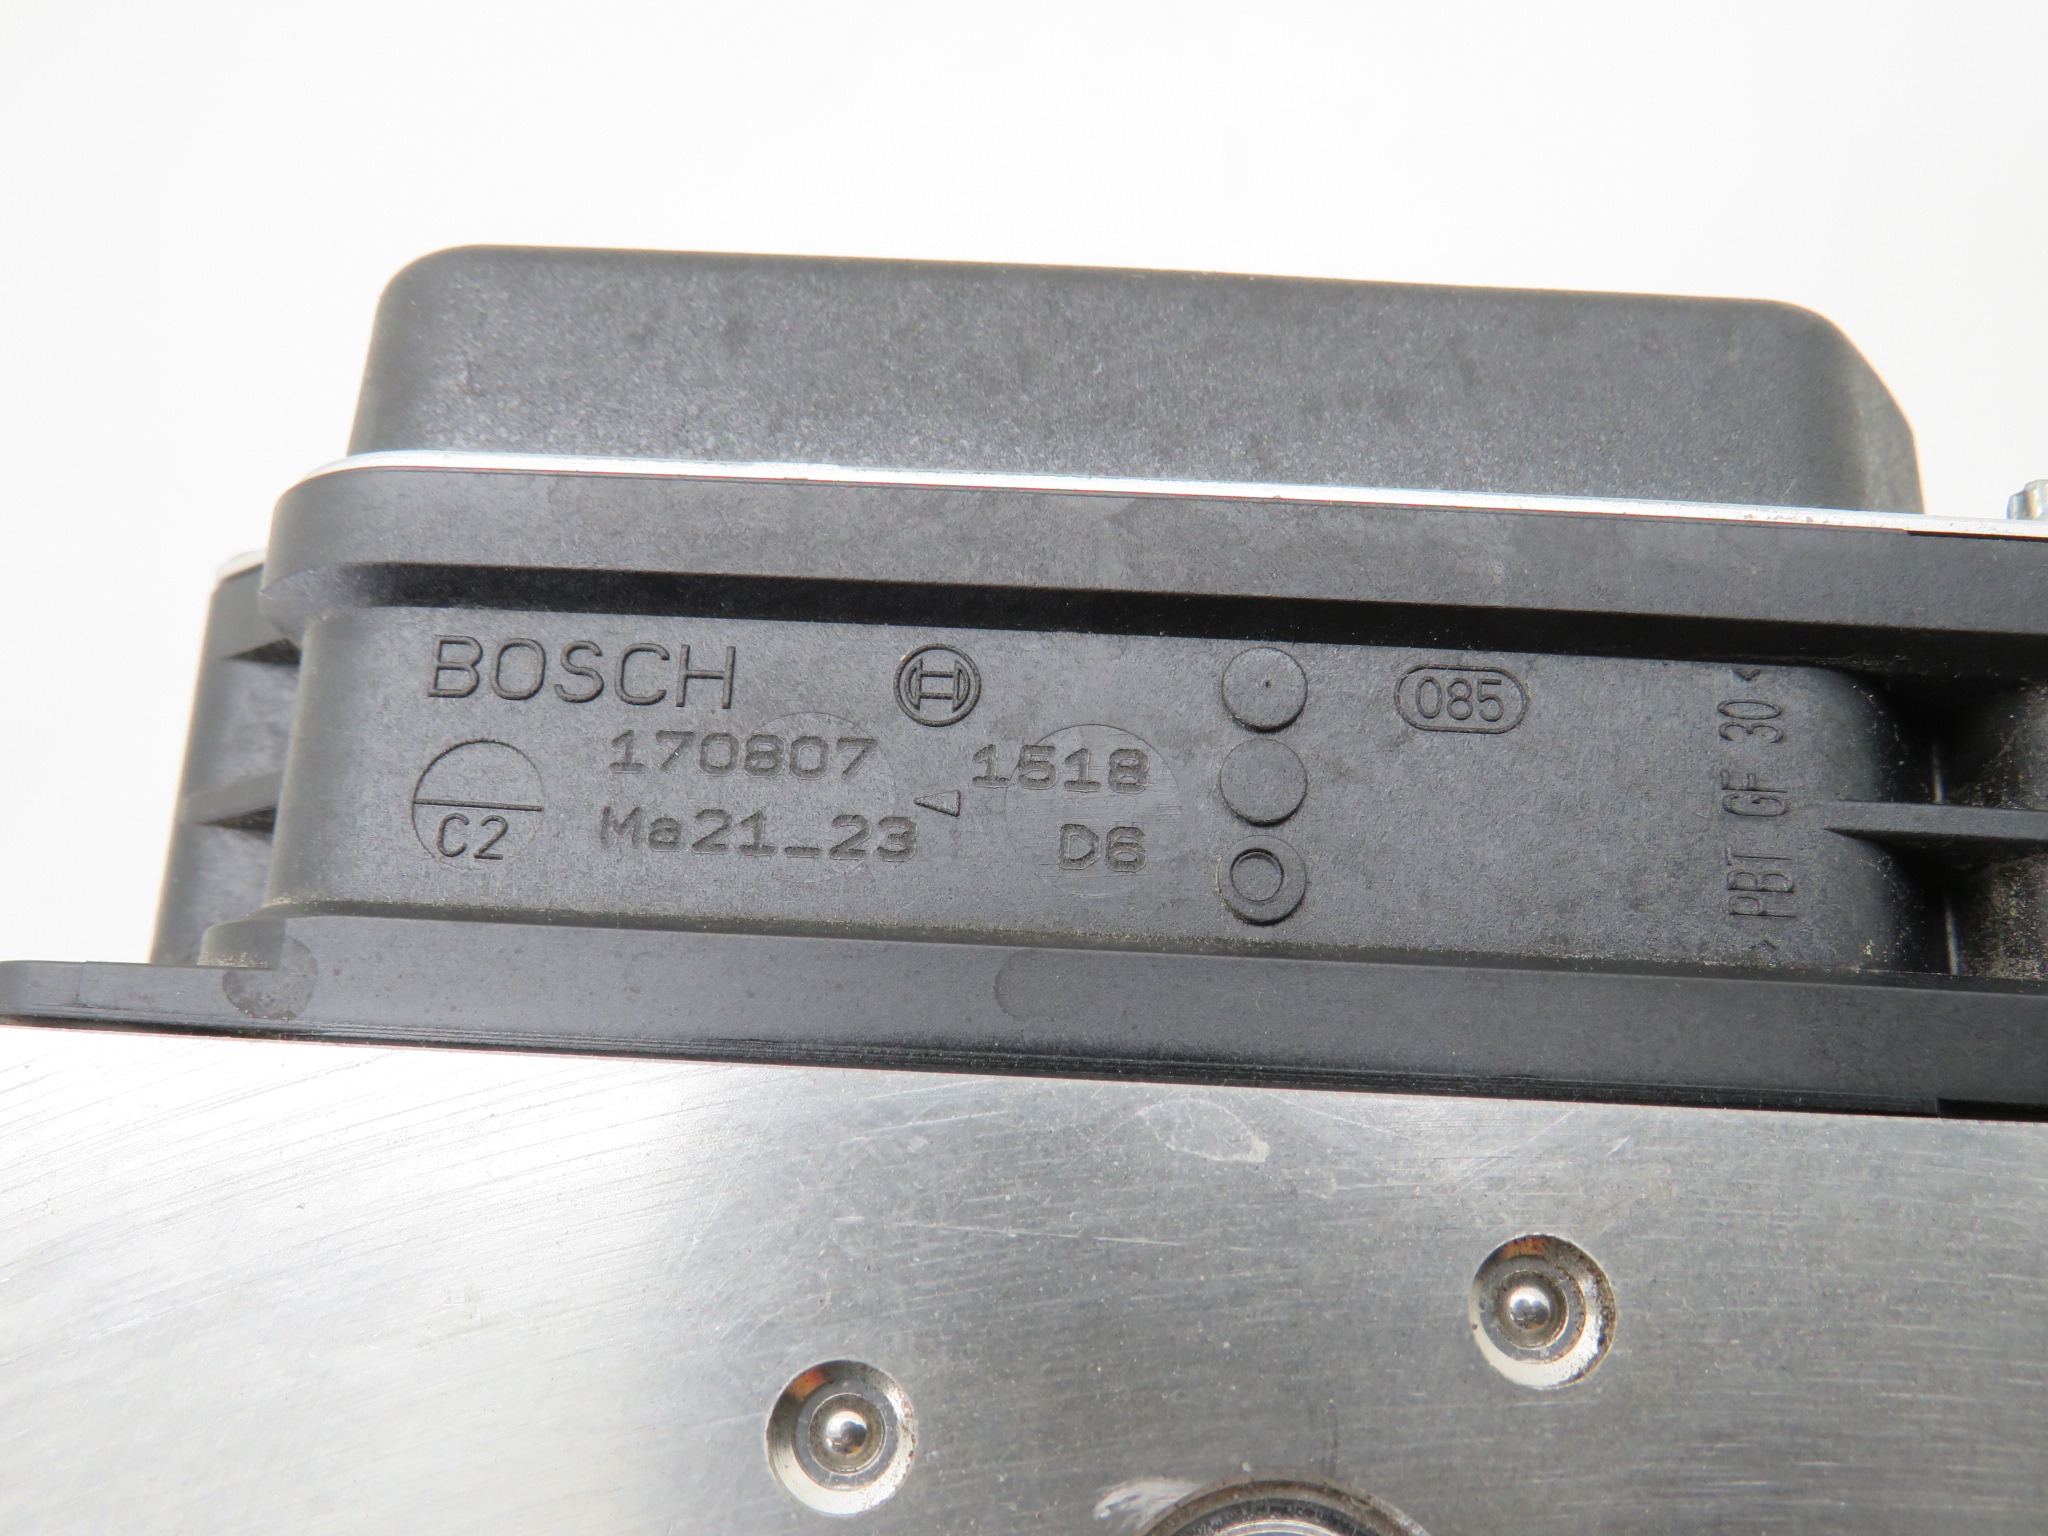 BOSCH
085
170807 1518
Ma21_23 D6
C2
>PBT GF 30<